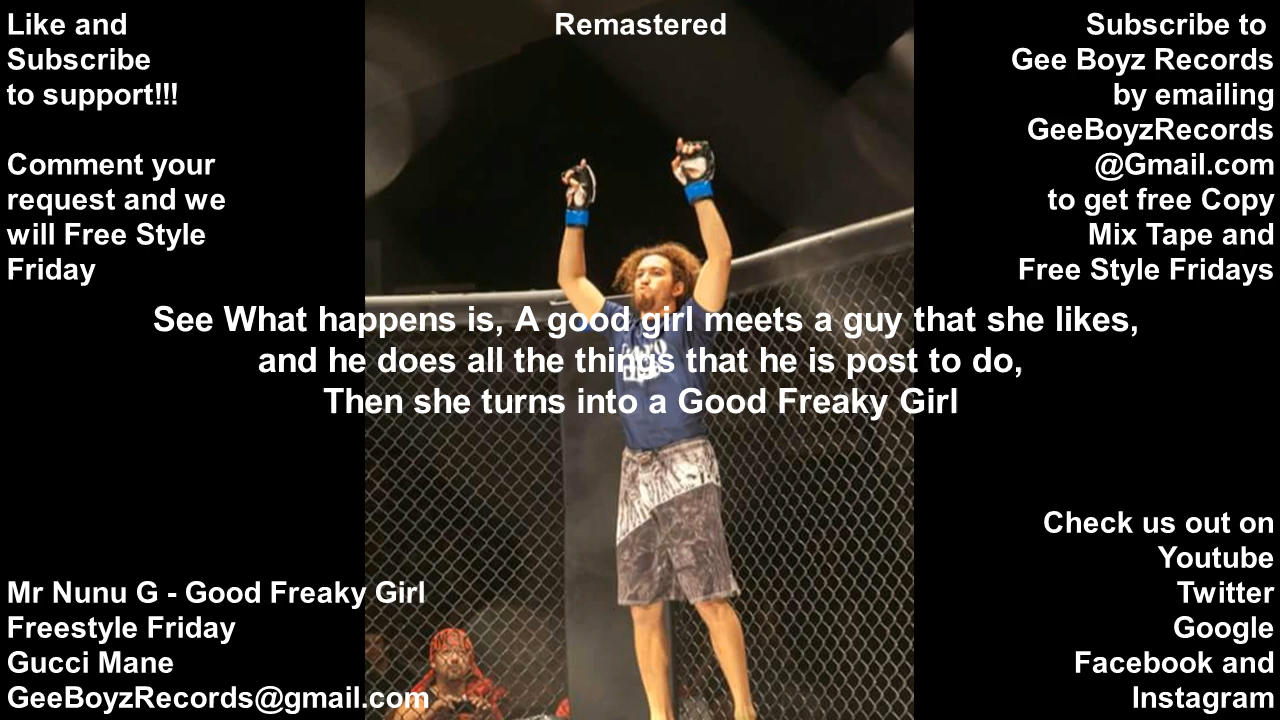 Like and
Subscribe
to support!!!
Comment your
request and we
will Free Style
Friday
Remastered
Subscribe to
Gee Boyz Records
by emailing
GeeBoyzRecords
@Gmail.com
to get free Copy
Mix Tape and
Free Style Fridays
See What happens is, A good girl meets a guy that she likes,
and he does all the things that he is post to do,
Then she turns into a Good Freaky Girl
Mr Nunu G - Good Freaky Girl
Freestyle Friday
Gucci Mane
GeeBoyzRecords@gmail.com
Check us out on
Youtube
Twitter
Google
Facebook and
Instagram